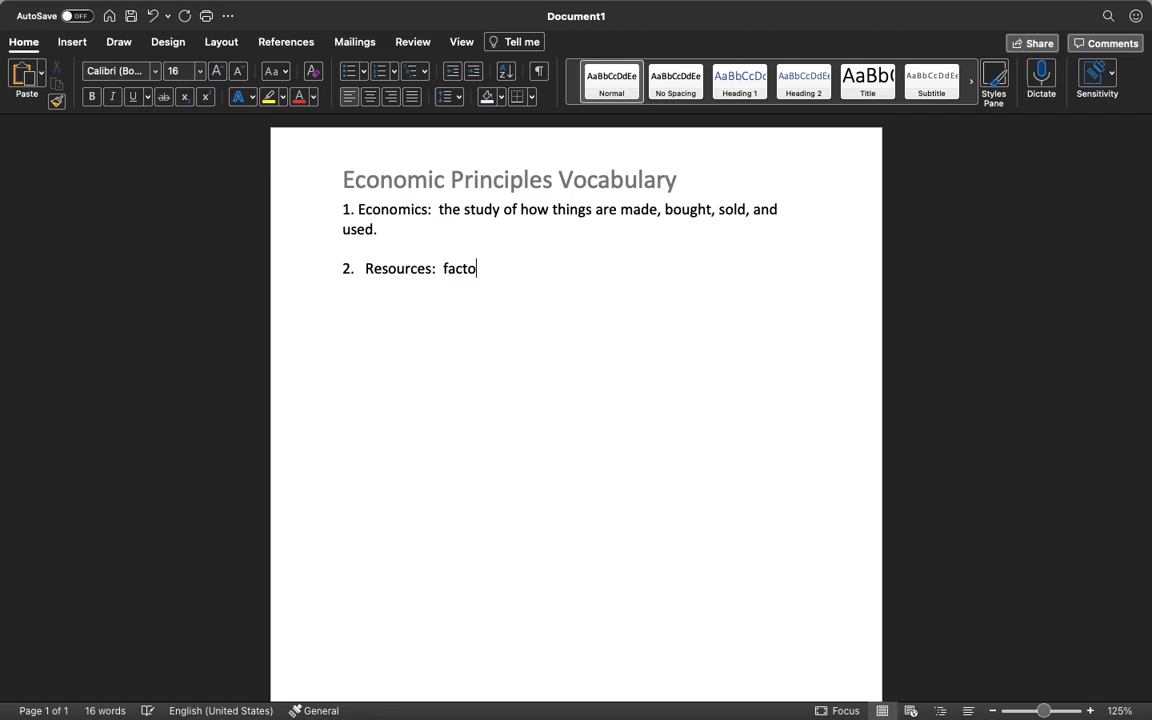 AutoSave OFF Document1
Home Insert Draw Design Layout References Mailings Review View Tell me Share Comments
Paste Calibri (Bo... 16 A A Aa A AaBbCcDdEe AaBbCcDdEe AaBbCcDc AaBbCcDdEe AaBb( AaBbCcDdEe
B I U ab x x A A Normal No Spacing Heading 1 Heading 2 Title Subtitle Styles Pane Dictate Sensitivity
Economic Principles Vocabulary
1. Economics:  the study of how things are made, bought, sold, and
used.
2.  Resources:  facto
Page 1 of 1 16 words English (United States) General Focus 125%